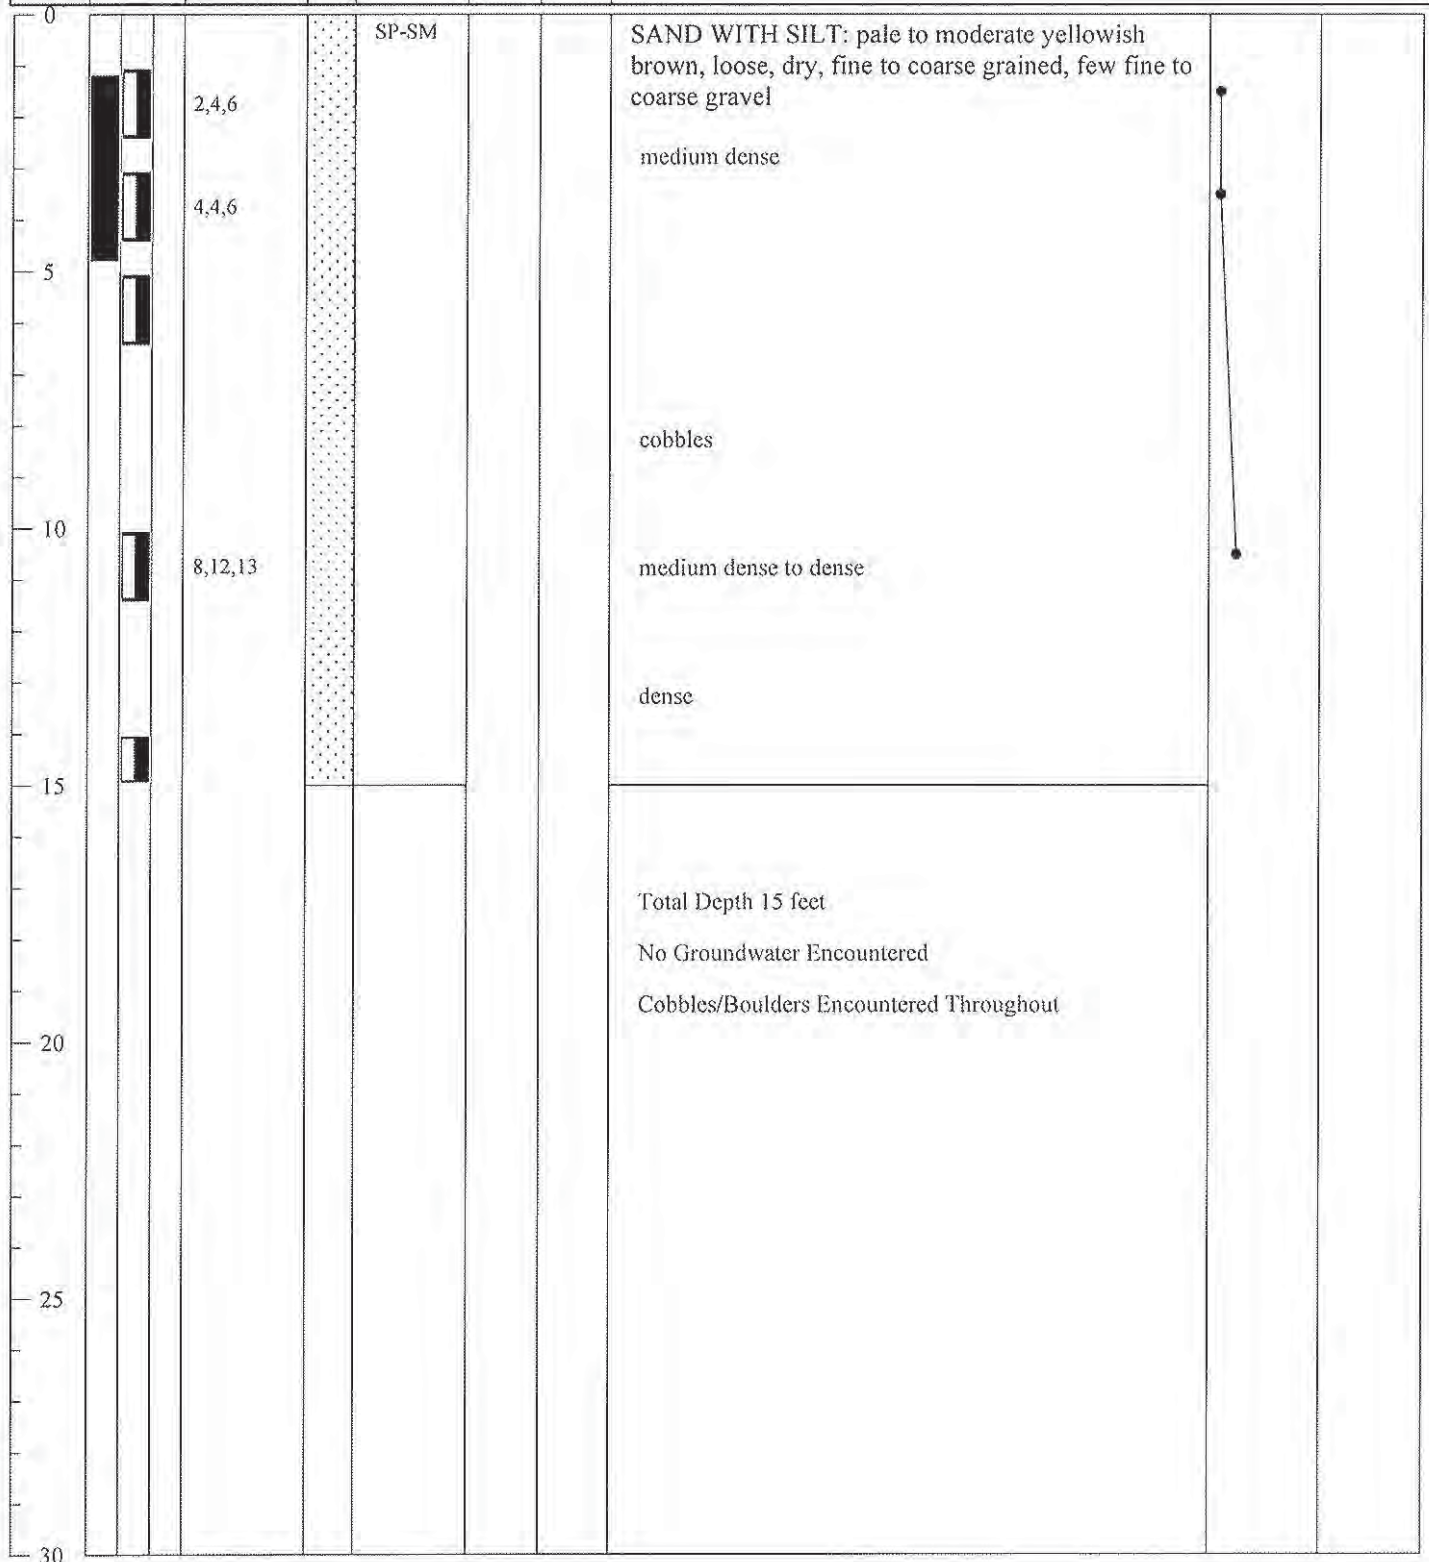 0
SP-SM
SAND WITH SILT: pale to moderate yellowish
brown, loose, dry, fine to coarse grained, few fine to
coarse gravel
2,4,6
medium dense
4,4,6
5
cobbles
10
8,12,13
medium dense to dense
dense
15
Total Depth 15 feet
No Groundwater Encountered
Cobbles/Boulders Encountered Throughout
20
25
30